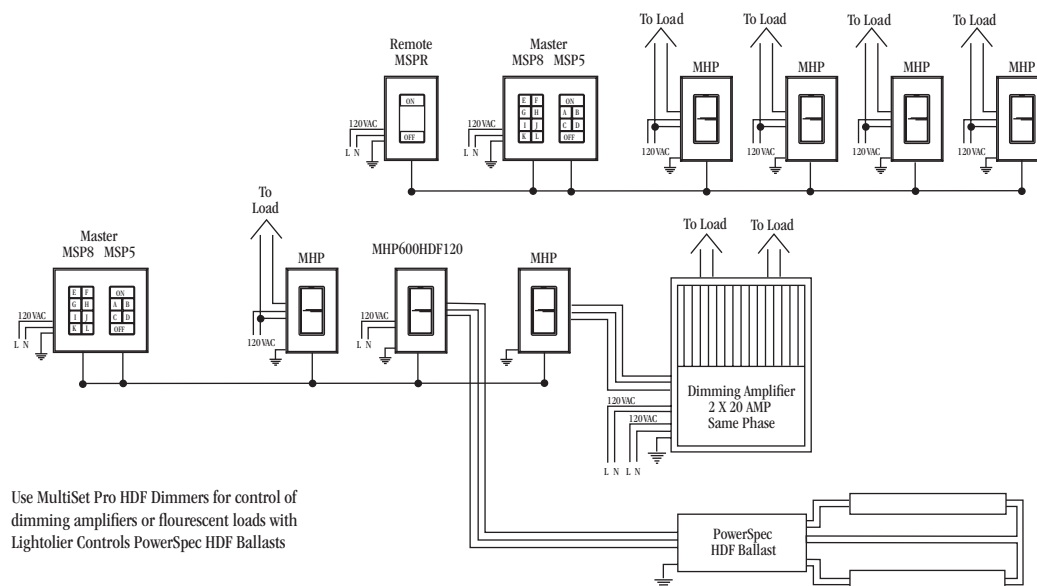 To Load To Load To Load To Load
Remote Master
MSPR MSP8 MSP5 MHP MHP MHP MHP
ON E F ON
G H A B
I J C D
OFF K L OFF
120VAC
L N
120VAC 120VAC 120VAC 120VAC
To
Load
To Load To Load
Master
MSP8 MSP5 MHP MHP600HDF120 MHP
E F ON
G H A B
I J C D
K L OFF
120VAC
L N
120VAC
120VAC
L N
Dimming Amplifier
2 X 20 AMP
Same Phase
120VAC
120VAC
L N L N
Use MultiSet Pro HDF Dimmers for control of
dimming amplifiers or flourescent loads with
Lightolier Controls PowerSpec HDF Ballasts
PowerSpec
HDF Ballast